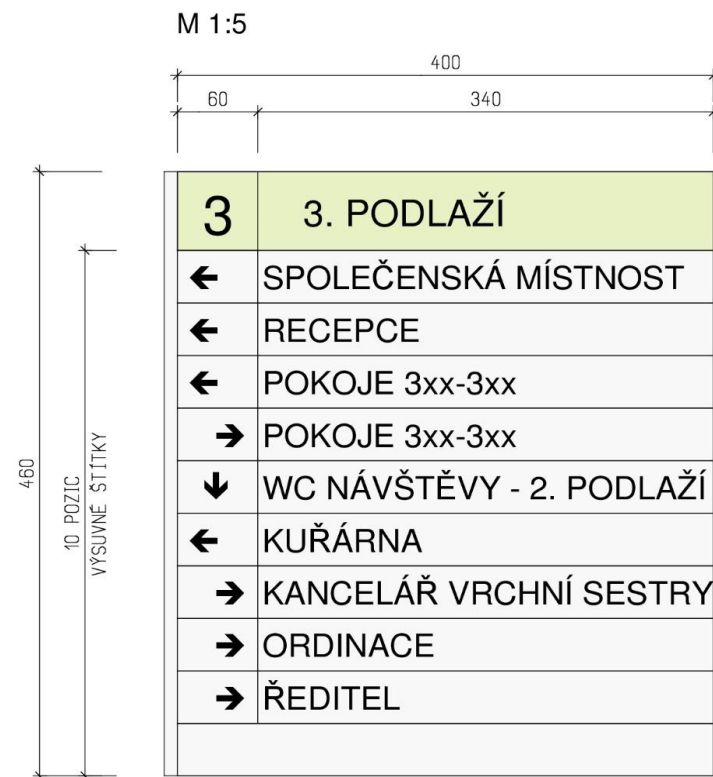 M 1:5
400
60
340
3
3. PODLAŽÍ
← SPOLEČENSKÁ MÍSTNOST
← RECEPCE
← POKOJE 3xx-3xx
→ POKOJE 3xx-3xx
↓ WC NÁVŠTĚVY - 2. PODLAŽÍ
← KUŘÁRNA
→ KANCELÁŘ VRCHNÍ SESTRY
→ ORDINACE
→ ŘEDITEL
460
10 POZIC
VÝSUVNÉ ŠTÍTKY